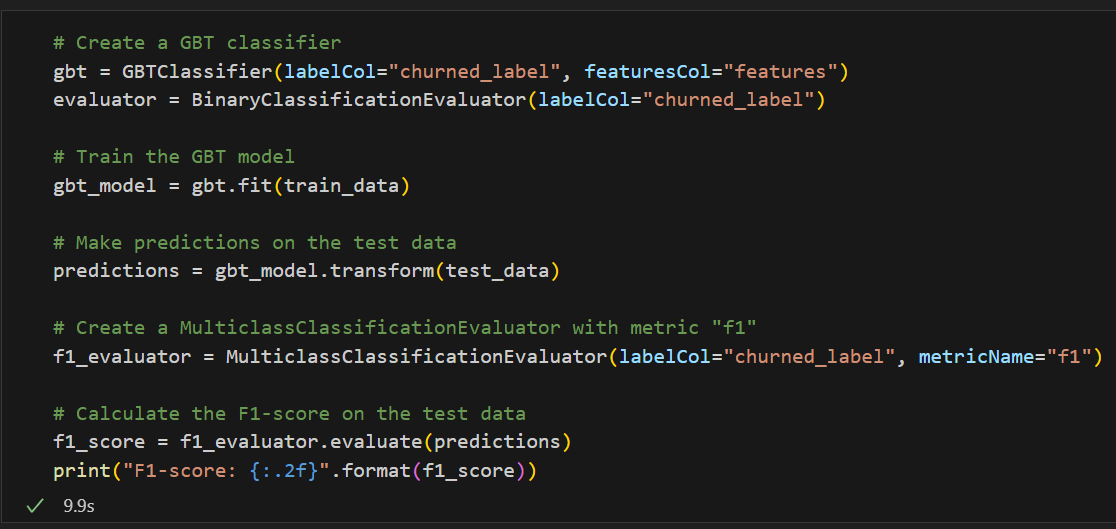 # Create a GBT classifier
gbt = GBTClassifier(labelCol="churned_label", featuresCol="features")
evaluator = BinaryClassificationEvaluator(labelCol="churned_label")
# Train the GBT model
gbt_model = gbt.fit(train_data)
# Make predictions on the test data
predictions = gbt_model.transform(test_data)
# Create a MulticlassClassificationEvaluator with metric "f1"
f1_evaluator = MulticlassClassificationEvaluator(labelCol="churned_label", metricName="f1")
# Calculate the F1-score on the test data
f1_score = f1_evaluator.evaluate(predictions)
print("F1-score: {:.2f}".format(f1_score))
9.9s